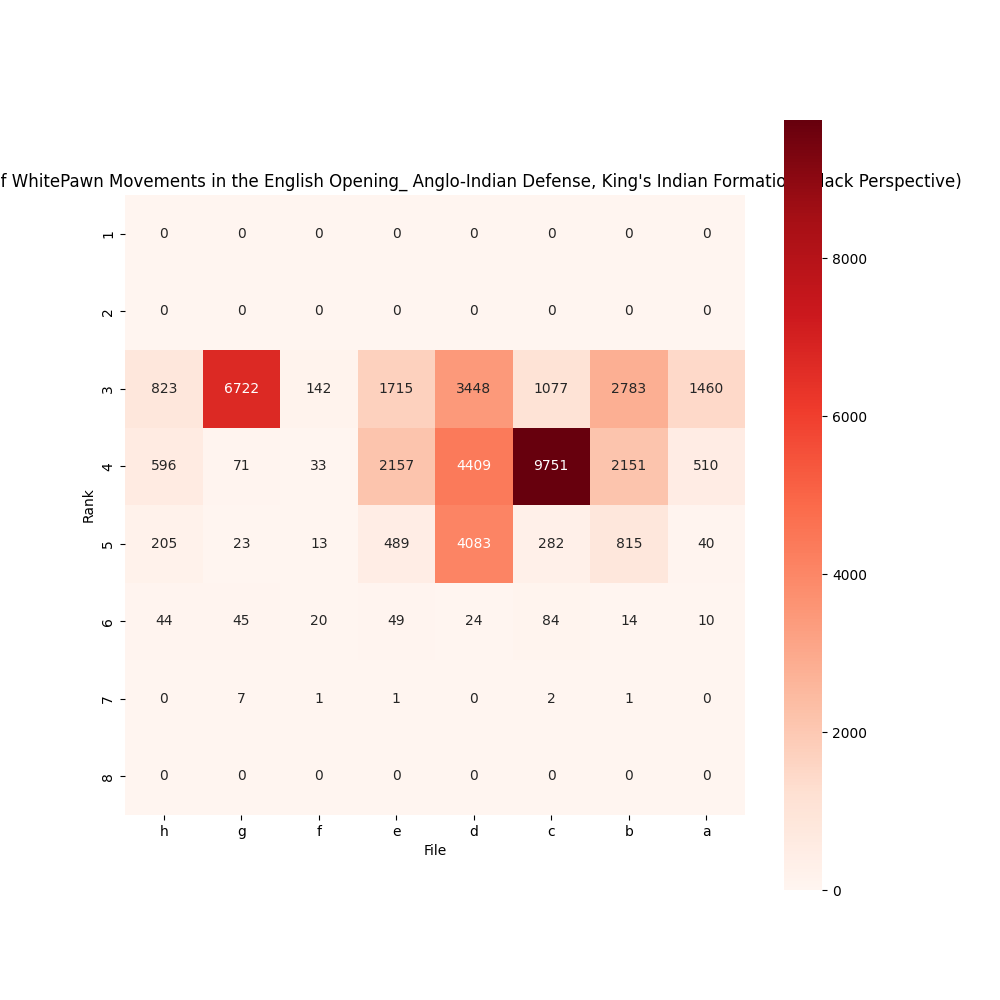 f WhitePawn Movements in the English Opening_ Anglo-Indian Defense, King's Indian Formatio lack Perspective)
1 0 0 0 0 0 0 0 0
2 0 0 0 0 0 0 0 0
3 823 6722 142 1715 3448 1077 2783 1460
4 596 71 33 2157 4409 9751 2151 510
5 205 23 13 489 4083 282 815 40
6 44 45 20 49 24 84 14 10
7 0 7 1 1 0 2 1 0
8 0 0 0 0 0 0 0 0
h g f e d c b a
File
Rank
8000
6000
4000
2000
0